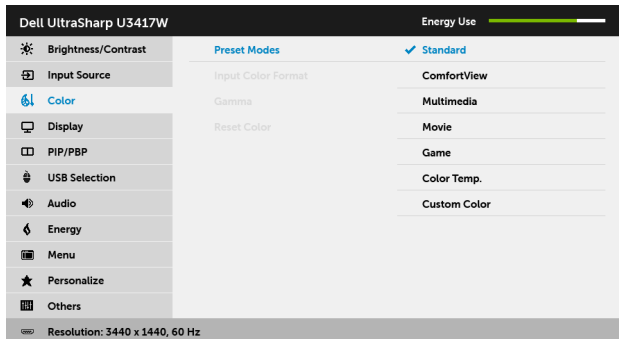 Dell UltraSharp U3417W
Energy Use
Brightness/Contrast
Input Source
Color
Display
PIP/PBP
USB Selection
Audio
Energy
Menu
Personalize
Others
Preset Modes
Input Color Format
Gamma
Reset Color
Standard
ComfortView
Multimedia
Movie
Game
Color Temp.
Custom Color
Resolution: 3440 x 1440, 60 Hz